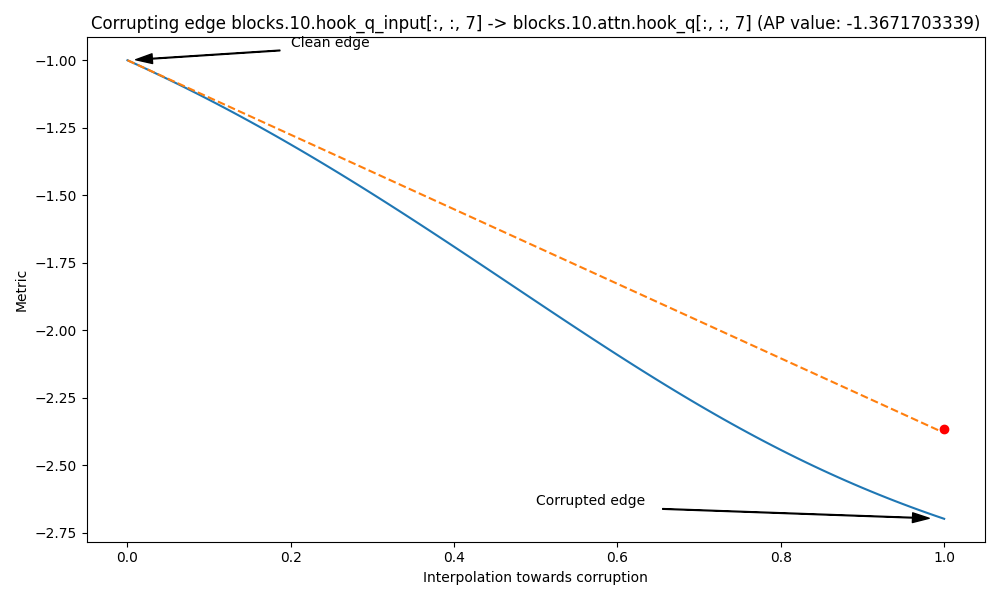 Corrupting edge blocks.10.hook_q_input[:, :, 7] -> blocks.10.attn.hook_q[:, :, 7] (AP value: -1.3671703339)
Clean edge
−1.00
−1.25
−1.50
−1.75
−2.00
−2.25
−2.50
−2.75
Metric
Corrupted edge
0.0 0.2 0.4 0.6 0.8 1.0
Interpolation towards corruption